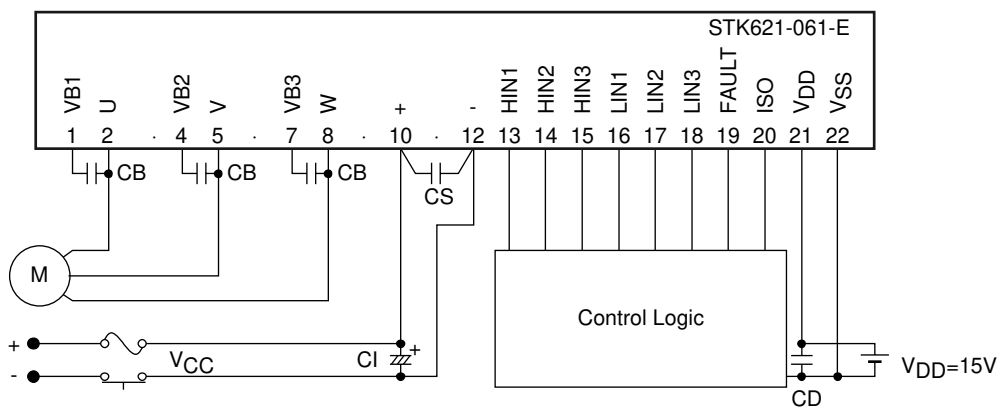 STK621-061-E
VB1 U VB2 V VB3 W + - HIN1 HIN2 HIN3 LIN1 LIN2 LIN3 FAULT ISO VDD VSS
1 2 · 4 5 · 7 8 · 10 · 12 13 14 15 16 17 18 19 20 21 22
CB CB CB CS
M
Control Logic
+ VCC CI + VDD=15V
- CD